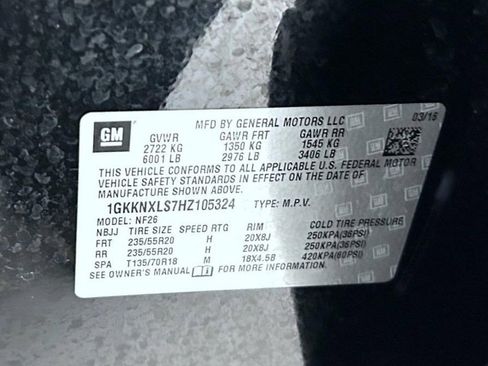 GM
MFD BY GENERAL MOTORS LLC 03/16
GVWR GAWR FRT GAWR RR
2722 KG 1350 KG 1545 KG
6001 LB 2976 LB 3406 LB
THIS VEHICLE CONFORMS TO ALL APPLICABLE U.S. FEDERAL MOTOR
VEHICLE SAFETY STANDARDS IN EFFECT ON THE DATE OF
MANUFACTURE SHOWN ABOVE.
1GKKNXLS7HZ105324 TYPE: M.P.V.
MODEL: NF26
NBJJ TIRE SIZE SPEED RTG RIM COLD TIRE PRESSURE
FRT 235/55R20 H 20X8J 250KPA(36PSI)
RR 235/55R20 H 20X8J 250KPA(36PSI)
SPA T135/70R18 M 18X4.5B 420KPA(60PSI)
SEE OWNER'S MANUAL FOR MORE INFORMATION.